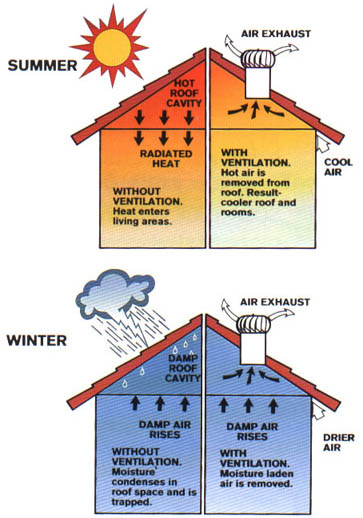 AIR EXHAUST
SUMMER
HOT
ROOF
CAVITY
RADIATED
HEAT
WITHOUT
VENTILATION.
Heat enters
living areas.
WITH
VENTILATION.
Hot air is
removed from
roof. Result-
cooler roof and
rooms.
COOL
AIR
AIR EXHAUST
WINTER
DAMP
ROOF
CAVITY
DAMP AIR
RISES
WITHOUT
VENTILATION.
Moisture
condenses in
roof space and is
trapped.
DAMP AIR
RISES
WITH
VENTILATION.
Moisture laden
air is removed.
DRIER
AIR